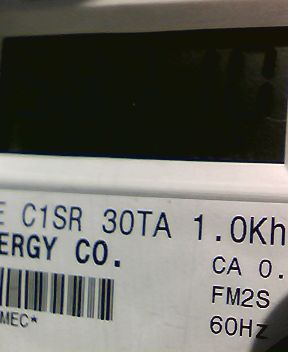 E C1SR 30TA 1.0Kh
ERGY CO.
CA 0.
FM2S
MEC*
60Hz